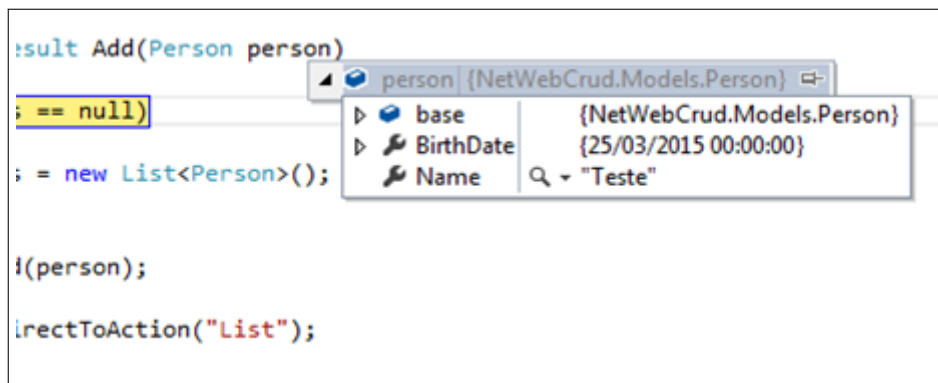 esult Add(Person person)
person {NetWebCrud.Models.Person}
s == null)
base {NetWebCrud.Models.Person}
BirthDate {25/03/2015 00:00:00}
s = new List<Person>();
Name "Teste"
d(person);
irectToAction("List");